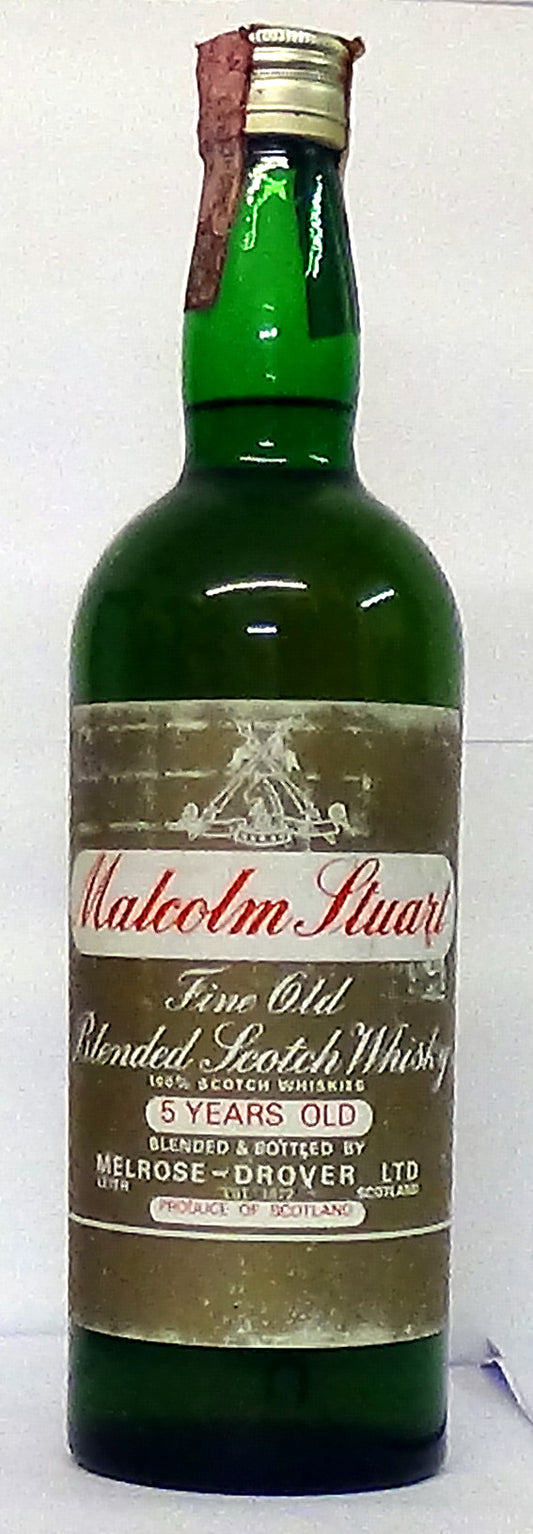 Malcolm Stuart
Fine Old
Blended Scotch Whisky
100% SCOTCH WHISKIES
5 YEARS OLD
BLENDED & BOTTLED BY
MELROSE-DROVER LTD
LEITH SCOTLAND
PRODUCE OF SCOTLAND